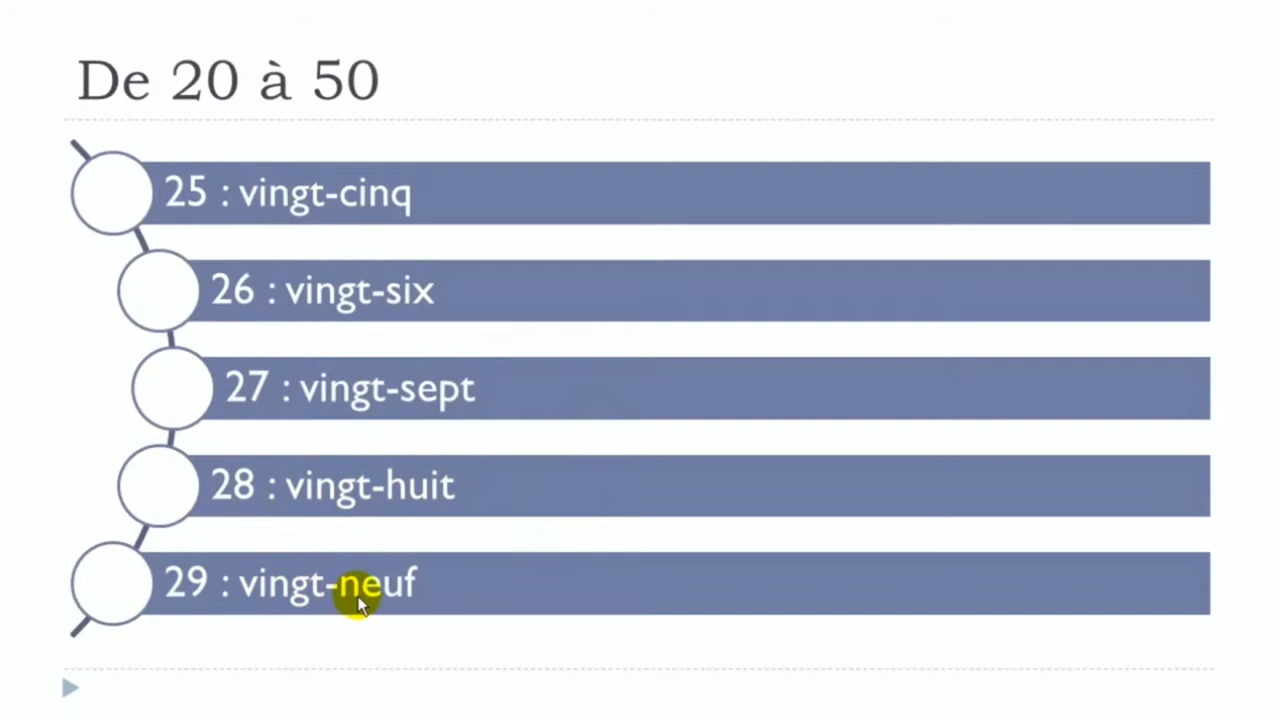 De 20 à 50
25 : vingt-cinq
26 : vingt-six
27 : vingt-sept
28 : vingt-huit
29 : vingt-neuf